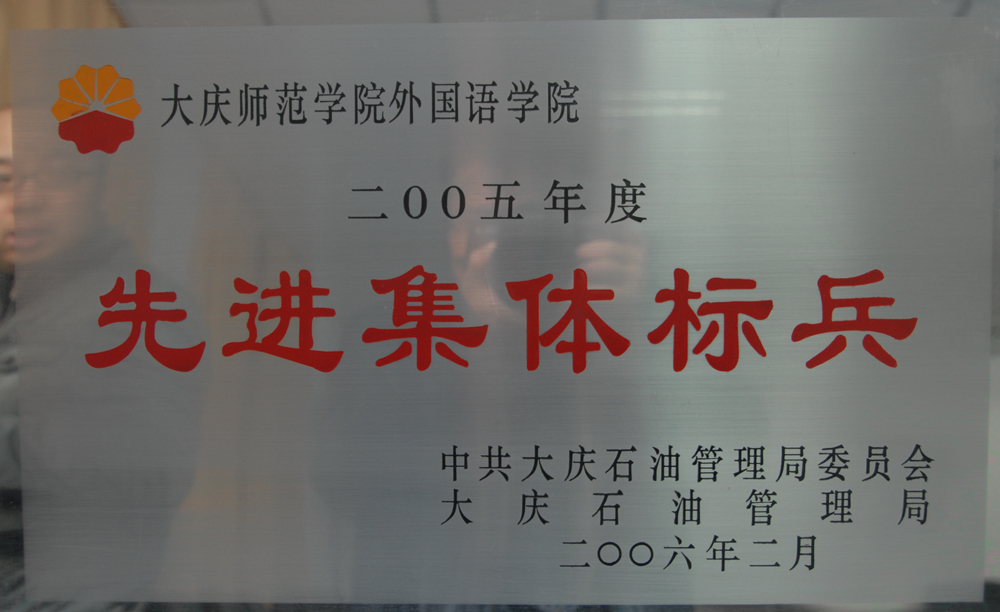 大庆师范学院外国语学院
二00五年度
先进集体标兵
中共大庆石油管理局委员会
大庆石油管理局
二〇〇六年二月